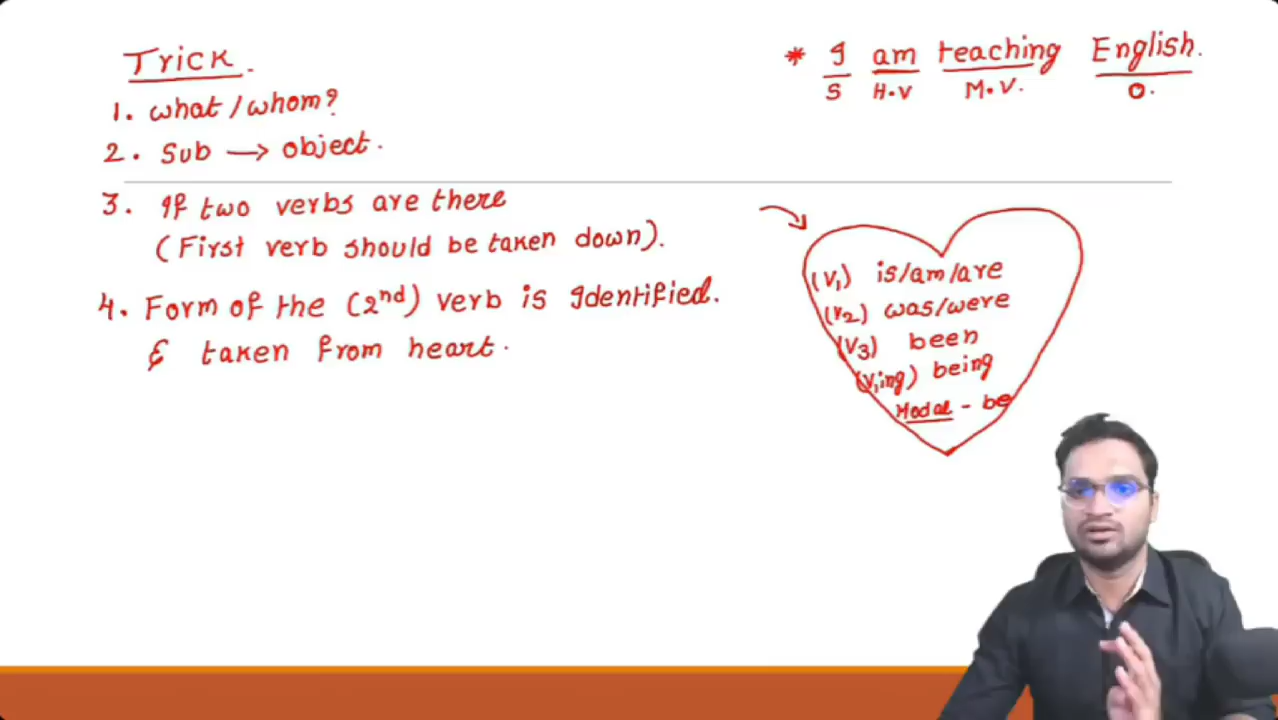 Trick.
1. what/whom?
2. Sub → object.
3. If two verbs are there
(First verb should be taken down).
4. Form of the (2nd) verb is Identified.
& taken from heart.
* I am teaching English.
S H.V M.V. O.
(V1) is/am/are
(V2) was/were
(V3) been
(V1ing) being
Modal - be